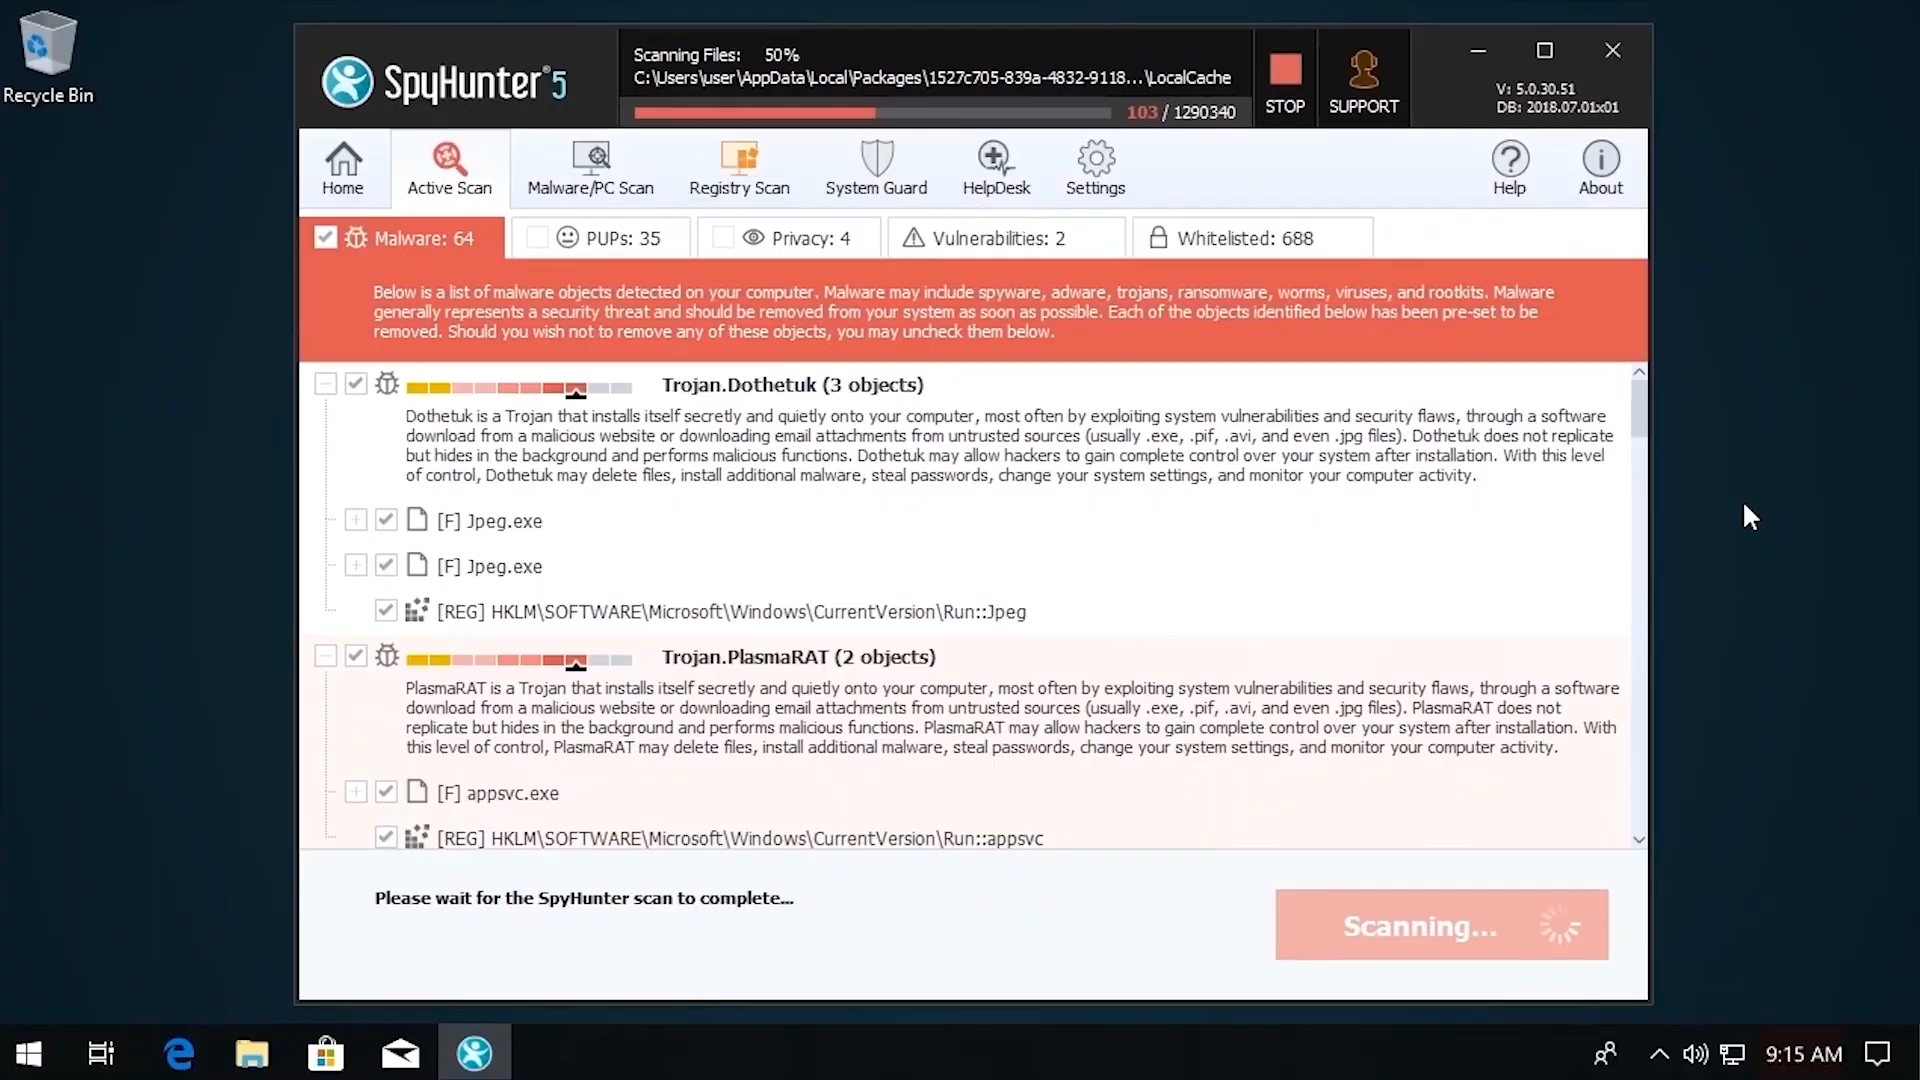 Recycle Bin
SpyHunter® 5
Scanning Files: 50%
C:\Users\user\AppData\Local\Packages\1527c705-839a-4832-9118...\LocalCache
103 / 1290340
STOP
SUPPORT
V: 5.0.30.51
DB: 2018.07.01x01
Home
Active Scan
Malware/PC Scan
Registry Scan
System Guard
HelpDesk
Settings
Help
About
Malware: 64
PUPs: 35
Privacy: 4
Vulnerabilities: 2
Whitelisted: 688
Below is a list of malware objects detected on your computer. Malware may include spyware, adware, trojans, ransomware, worms, viruses, and rootkits. Malware
generally represents a security threat and should be removed from your system as soon as possible. Each of the objects identified below has been pre-set to be
removed. Should you wish not to remove any of these objects, you may uncheck them below.
Trojan.Dothetuk (3 objects)
Dothetuk is a Trojan that installs itself secretly and quietly onto your computer, most often by exploiting system vulnerabilities and security flaws, through a software
download from a malicious website or downloading email attachments from untrusted sources (usually .exe, .pif, .avi, and even .jpg files). Dothetuk does not replicate
but hides in the background and performs malicious functions. Dothetuk may allow hackers to gain complete control over your system after installation. With this level
of control, Dothetuk may delete files, install additional malware, steal passwords, change your system settings, and monitor your computer activity.
[F] Jpeg.exe
[F] Jpeg.exe
[REG] HKLM\SOFTWARE\Microsoft\Windows\CurrentVersion\Run::Jpeg
Trojan.PlasmaRAT (2 objects)
PlasmaRAT is a Trojan that installs itself secretly and quietly onto your computer, most often by exploiting system vulnerabilities and security flaws, through a software
download from a malicious website or downloading email attachments from untrusted sources (usually .exe, .pif, .avi, and even .jpg files). PlasmaRAT does not
replicate but hides in the background and performs malicious functions. PlasmaRAT may allow hackers to gain complete control over your system after installation. With
this level of control, PlasmaRAT may delete files, install additional malware, steal passwords, change your system settings, and monitor your computer activity.
[F] appsvc.exe
[REG] HKLM\SOFTWARE\Microsoft\Windows\CurrentVersion\Run::appsvc
Please wait for the SpyHunter scan to complete...
Scanning...
9:15 AM